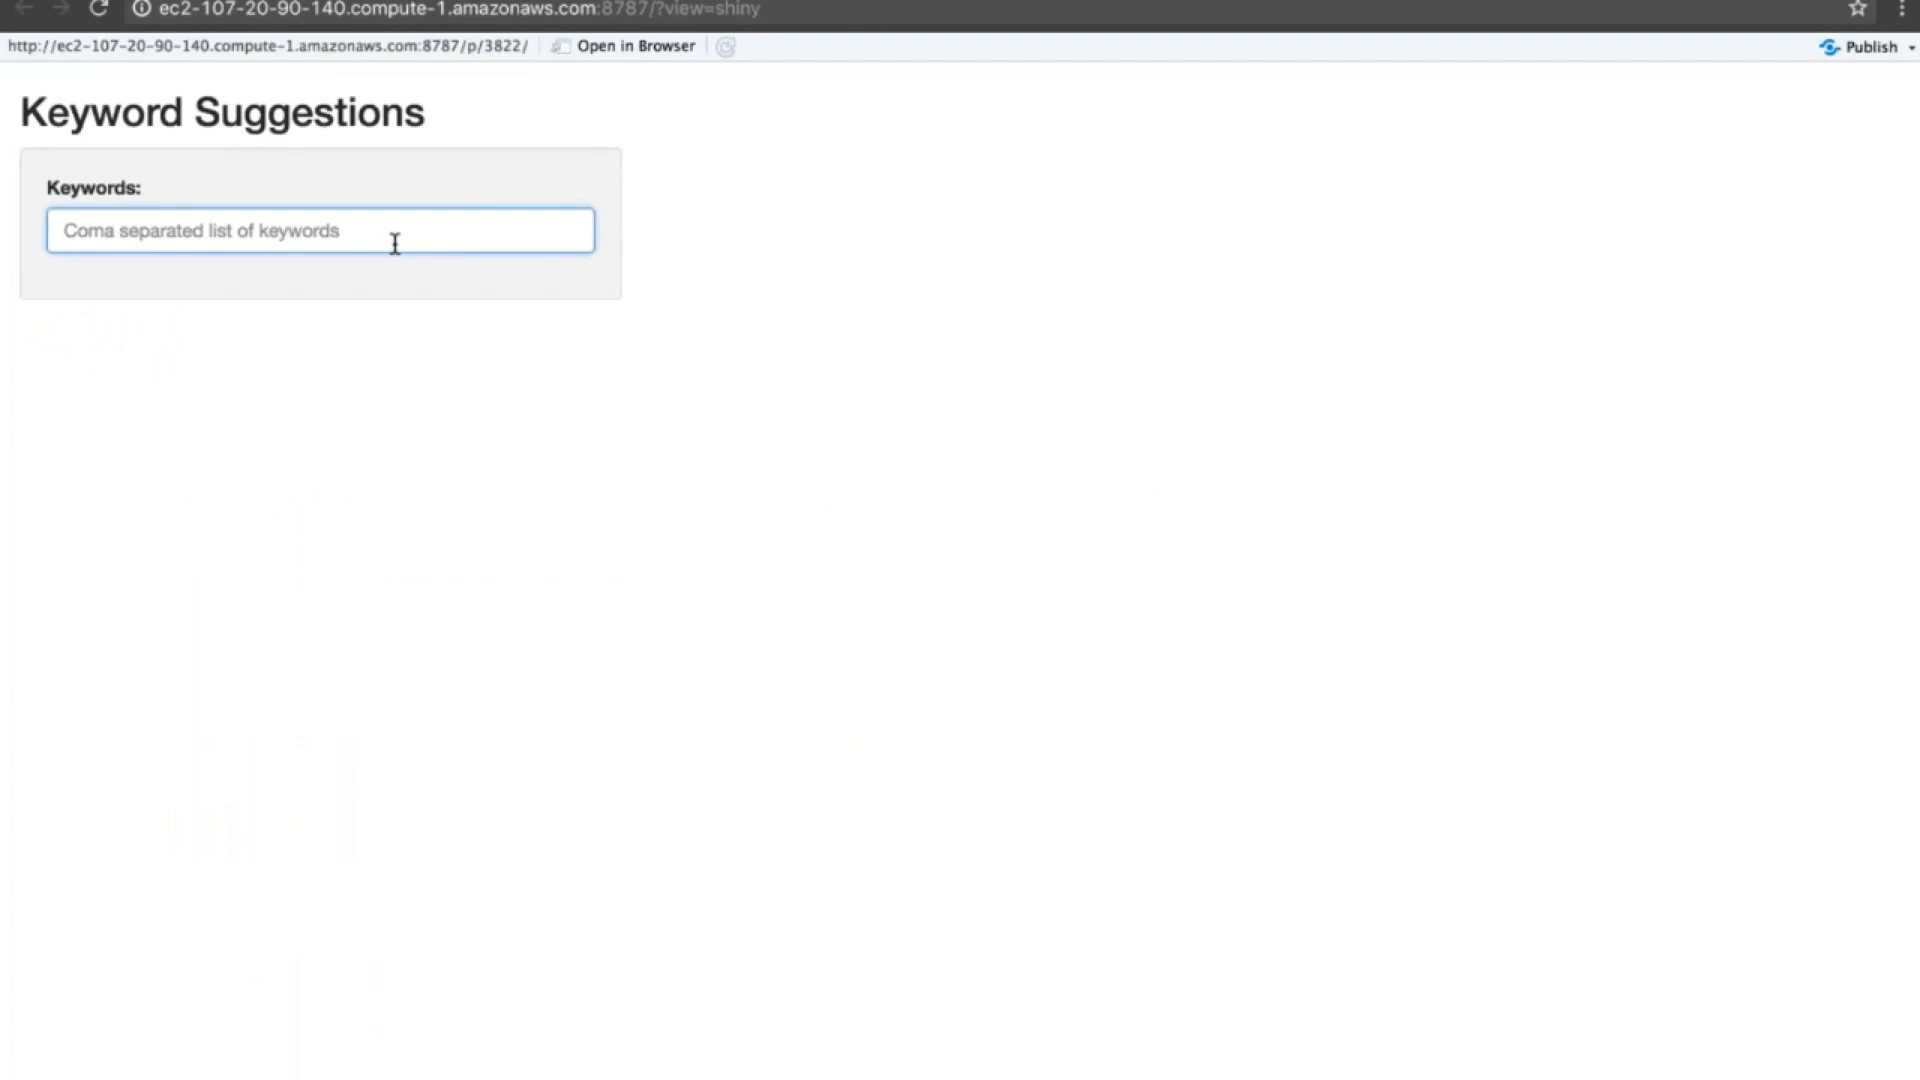 ec2-107-20-90-140.compute-1.amazonaws.com:8787/?view=shiny
http://ec2-107-20-90-140.compute-1.amazonaws.com:8787/p/3822/ Open in Browser Publish
Keyword Suggestions
Keywords:
Coma separated list of keywords